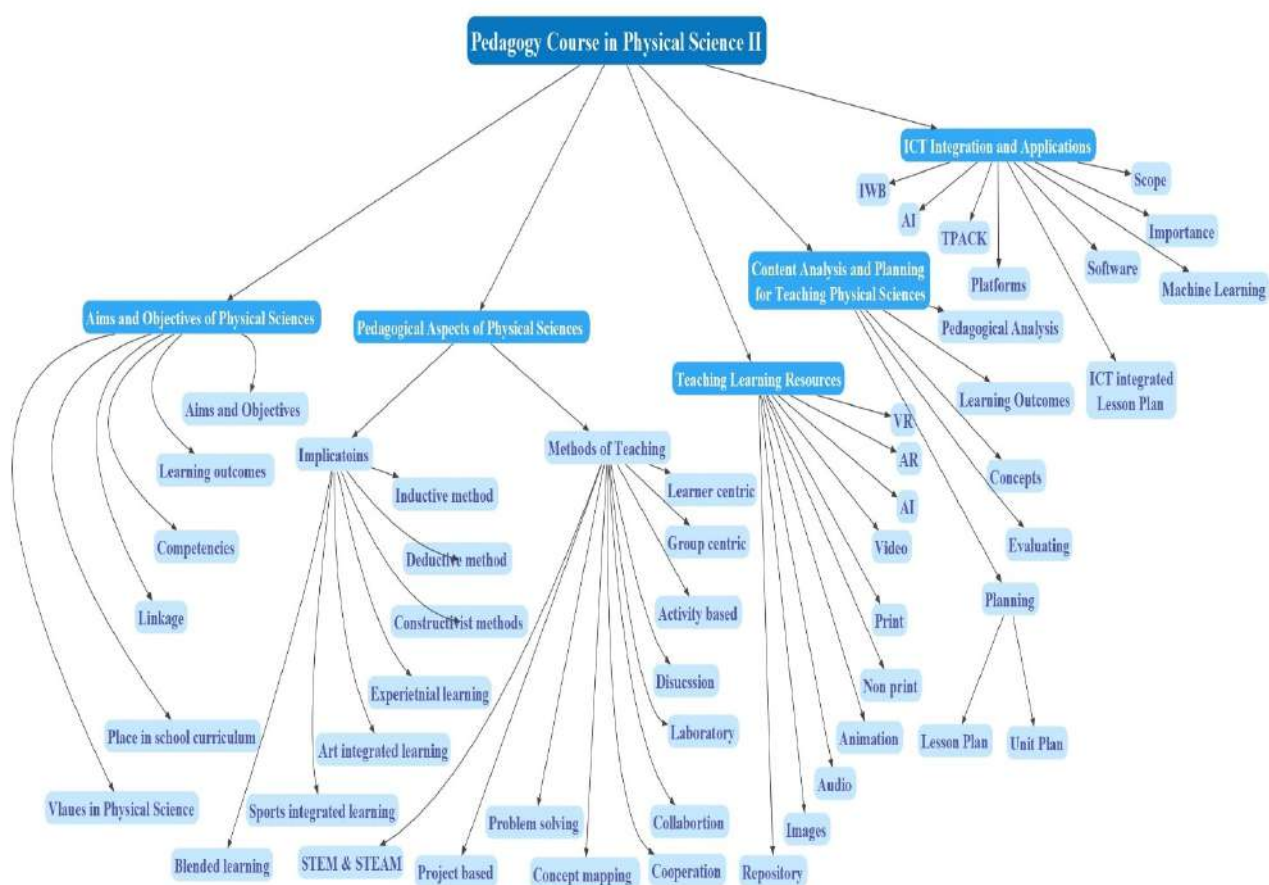 Pedagogy Course in Physical Science II
ICT Integration and Applications
IWB
Scope
AI
TPACK
Importance
Platforms
Software
Machine Learning
ICT integrated
Lesson Plan
Content Analysis and Planning
for Teaching Physical Sciences
Pedagogical Analysis
Learning Outcomes
Concepts
Evaluating
Planning
Lesson Plan
Unit Plan
Aims and Objectives of Physical Sciences
Aims and Objectives
Learning outcomes
Competencies
Linkage
Place in school curriculum
Vlaues in Physical Science
Pedagogical Aspects of Physical Sciences
Implicatoins
Inductive method
Deductive method
Constructivist methods
Experietnial learning
Art integrated learning
Sports integrated learning
Blended learning
Methods of Teaching
Learner centric
Group centric
Activity based
Disucssion
Laboratory
Collabortion
Cooperation
Concept mapping
Problem solving
Project based
STEM & STEAM
Teaching Learning Resources
VR
AR
AI
Video
Print
Non print
Animation
Audio
Images
Repository